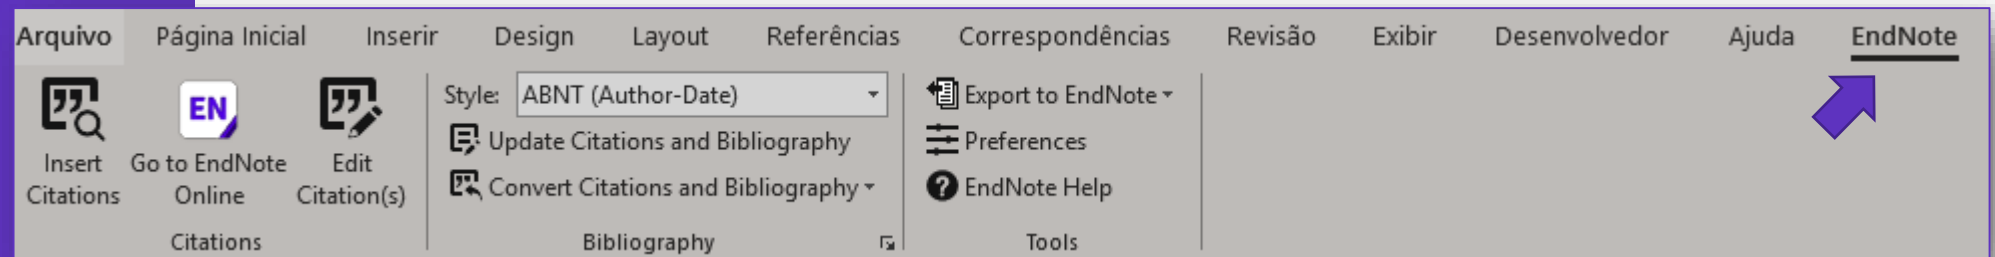 Arquivo Página Inicial Inserir Design Layout Referências Correspondências Revisão Exibir Desenvolvedor Ajuda EndNote
Insert
Citations
EN
Go to EndNote
Online
Edit
Citation(s)
Citations
Style: ABNT (Author-Date)
Update Citations and Bibliography
Convert Citations and Bibliography
Bibliography
Export to EndNote
Preferences
EndNote Help
Tools